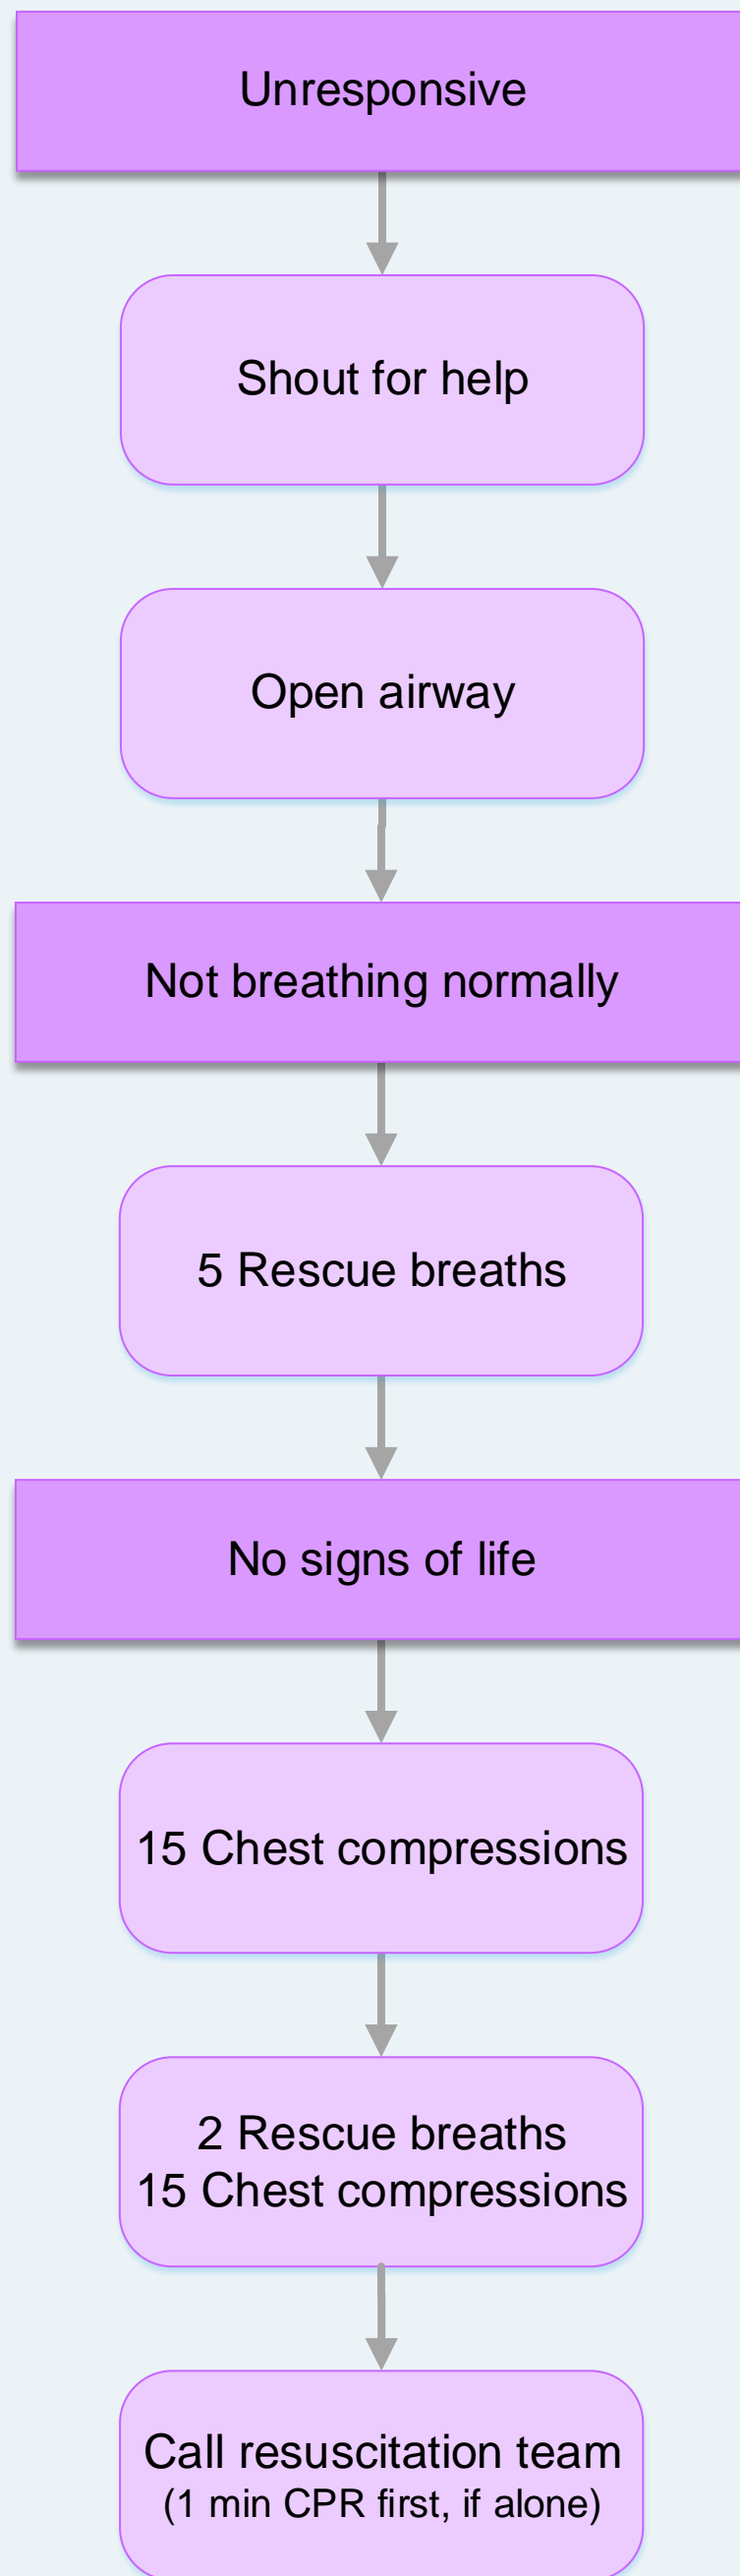 Unresponsive
Shout for help
Open airway
Not breathing normally
5 Rescue breaths
No signs of life
15 Chest compressions
2 Rescue breaths
15 Chest compressions
Call resuscitation team
(1 min CPR first, if alone)